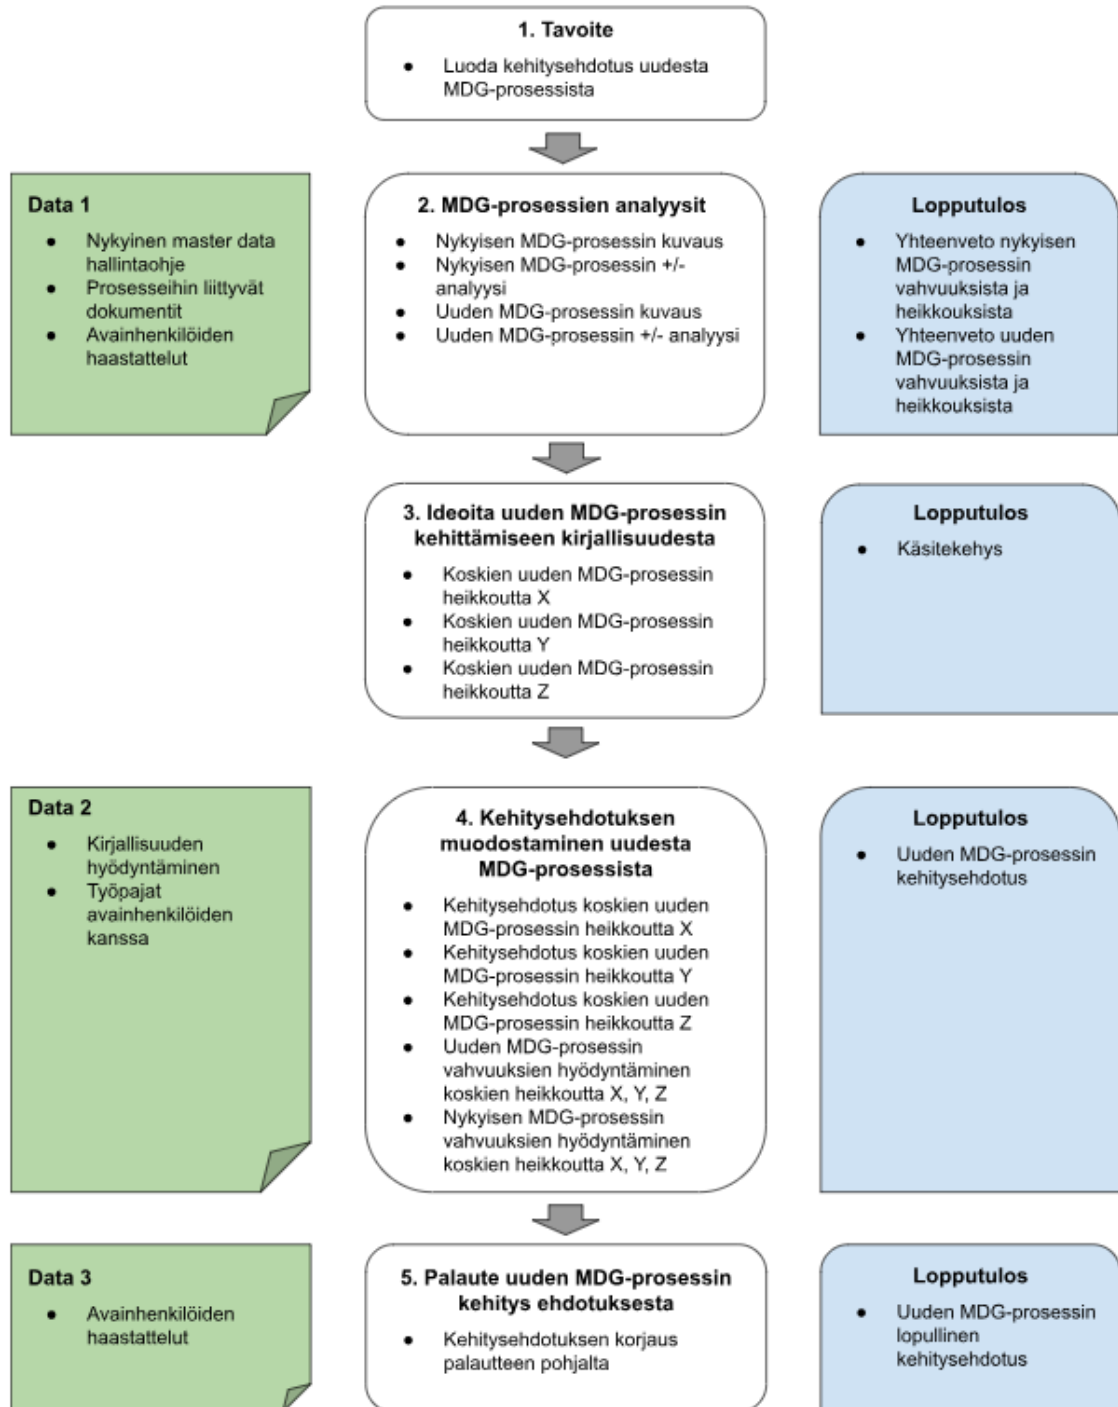 1. Tavoite
● Luoda kehitysehdotus uudesta
MDG-prosessista
Data 1
● Nykyinen master data
hallintaohje
● Prosesseihin liittyvät
dokumentit
● Avainhenkilöiden
haastattelut
2. MDG-prosessien analyysit
● Nykyisen MDG-prosessin kuvaus
● Nykyisen MDG-prosessin +/-
analyysi
● Uuden MDG-prosessin kuvaus
● Uuden MDG-prosessin +/- analyysi
Lopputulos
● Yhteenveto nykyisen
MDG-prosessin
vahvuuksista ja
heikkouksista
● Yhteenveto uuden
MDG-prosessin
vahvuuksista ja
heikkouksista
3. Ideoita uuden MDG-prosessin
kehittämiseen kirjallisuudesta
● Koskien uuden MDG-prosessin
heikkoutta X
● Koskien uuden MDG-prosessin
heikkoutta Y
● Koskien uuden MDG-prosessin
heikkoutta Z
Lopputulos
● Käsitekehys
Data 2
● Kirjallisuuden
hyödyntäminen
● Työpajat
avainhenkilöiden
kanssa
4. Kehitysehdotuksen
muodostaminen uudesta
MDG-prosessista
● Kehitysehdotus koskien uuden
MDG-prosessin heikkoutta X
● Kehitysehdotus koskien uuden
MDG-prosessin heikkoutta Y
● Kehitysehdotus koskien uuden
MDG-prosessin heikkoutta Z
● Uuden MDG-prosessin
vahvuuksien hyödyntäminen
koskien heikkoutta X, Y, Z
● Nykyisen MDG-prosessin
vahvuuksien hyödyntäminen
koskien heikkoutta X, Y, Z
Lopputulos
● Uuden MDG-prosessin
kehitysehdotus
Data 3
● Avainhenkilöiden
haastattelut
5. Palaute uuden MDG-prosessin
kehitys ehdotuksesta
● Kehitysehdotuksen korjaus
palautteen pohjalta
Lopputulos
● Uuden MDG-prosessin
lopullinen
kehitysehdotus